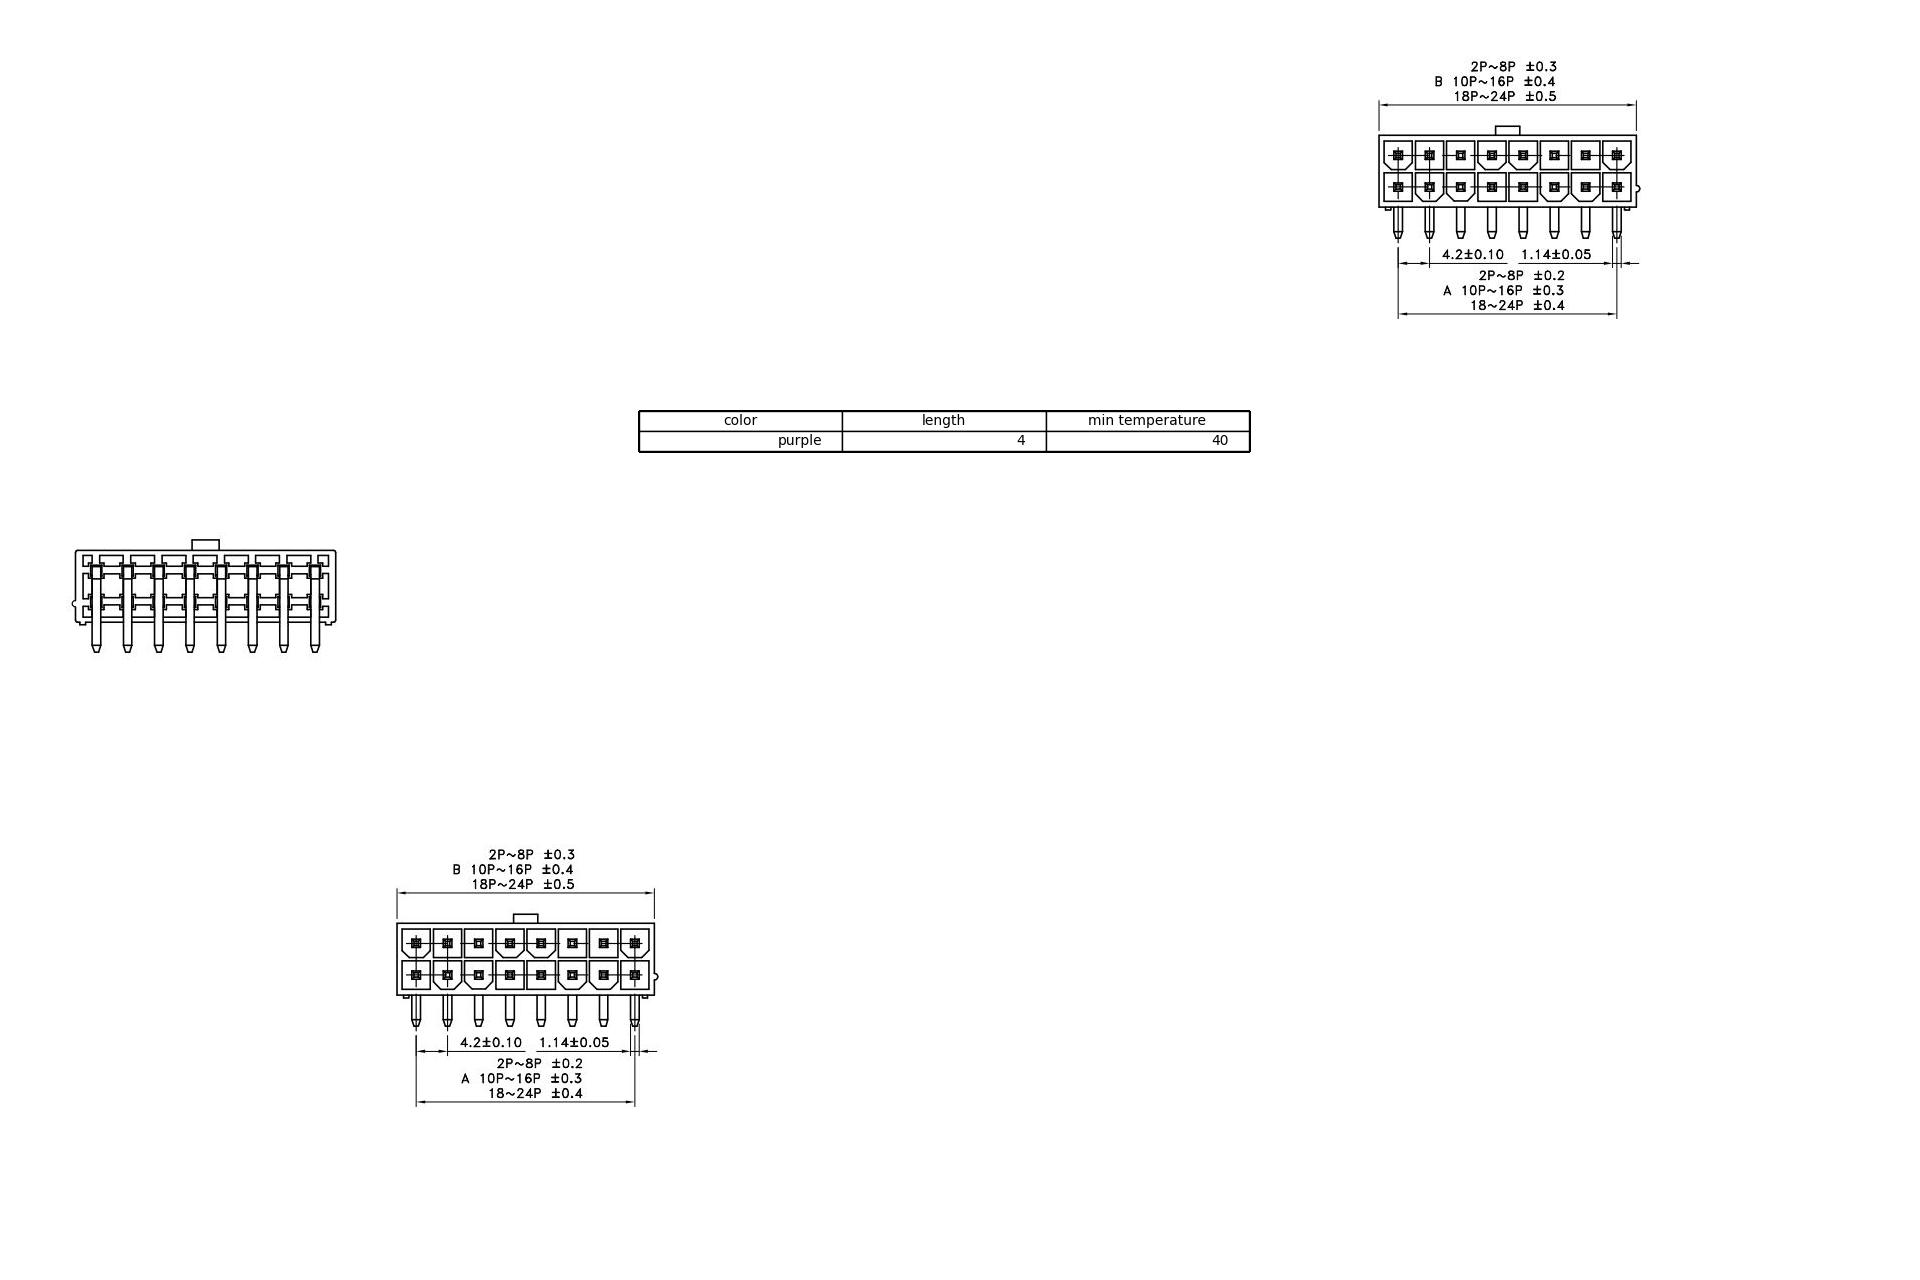 2P~8P ±0.3
B 10P~16P ±0.4
18P~24P ±0.5
4.2±0.10 1.14±0.05
2P~8P ±0.2
A 10P~16P ±0.3
18~24P ±0.4
color length min temperature
purple 4 40
2P~8P ±0.3
B 10P~16P ±0.4
18P~24P ±0.5
4.2±0.10 1.14±0.05
2P~8P ±0.2
A 10P~16P ±0.3
18~24P ±0.4